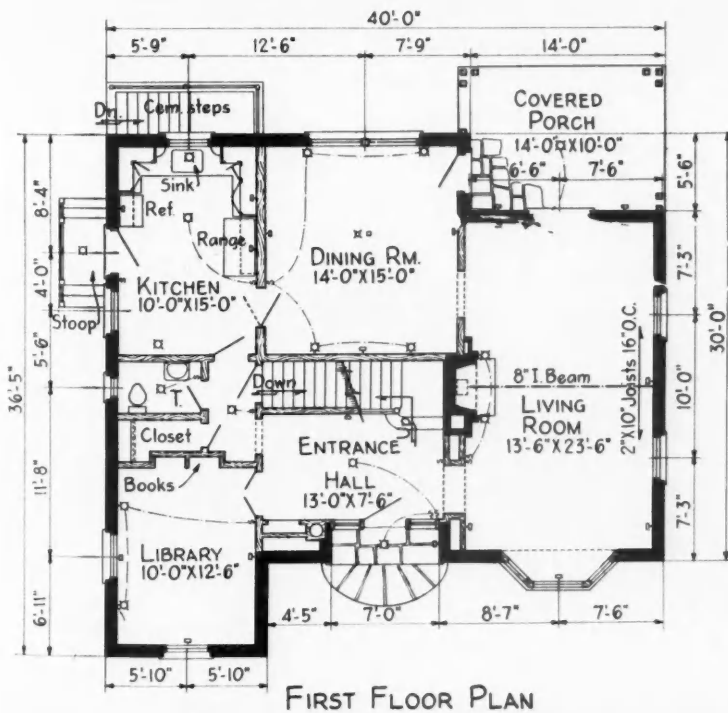 40'-0"
5'-9" 12'-6" 7'-9" 14'-0"
Dn. Cem. steps
COVERED
PORCH
14'-0"X10'-0"
6'-6" 7'-6"
5'-6"
Sink
8'-4"
Ref.
Range
DINING RM.
14'-0"X15'-0"
7'-3"
KITCHEN
10'-0"X15'-0"
4'-0"
Stoop
5'-6"
36'-5"
30'-0"
2"X10" Joists 16" O.C.
10'-0"
8" I. Beam
LIVING
ROOM
13'-6"X23'-6"
T.
Down
Closet
ENTRANCE
HALL
13'-0"X7'-6"
Books
11'-8"
7'-3"
LIBRARY
10'-0"X12'-6"
6'-11"
4'-5" 7'-0" 8'-7" 7'-6"
5'-10" 5'-10"
FIRST FLOOR PLAN